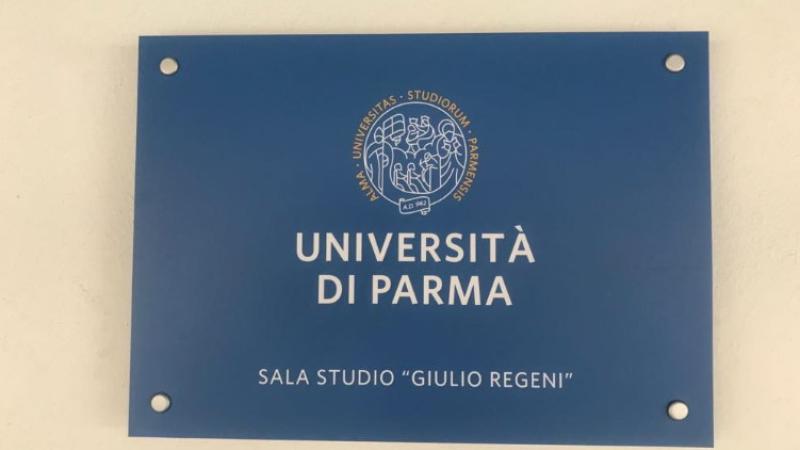 ALMA · UNIVERSITAS · STUDIORUM · PARMENSIS
A.D. 962
UNIVERSITÀ
DI PARMA
SALA STUDIO “GIULIO REGENI”